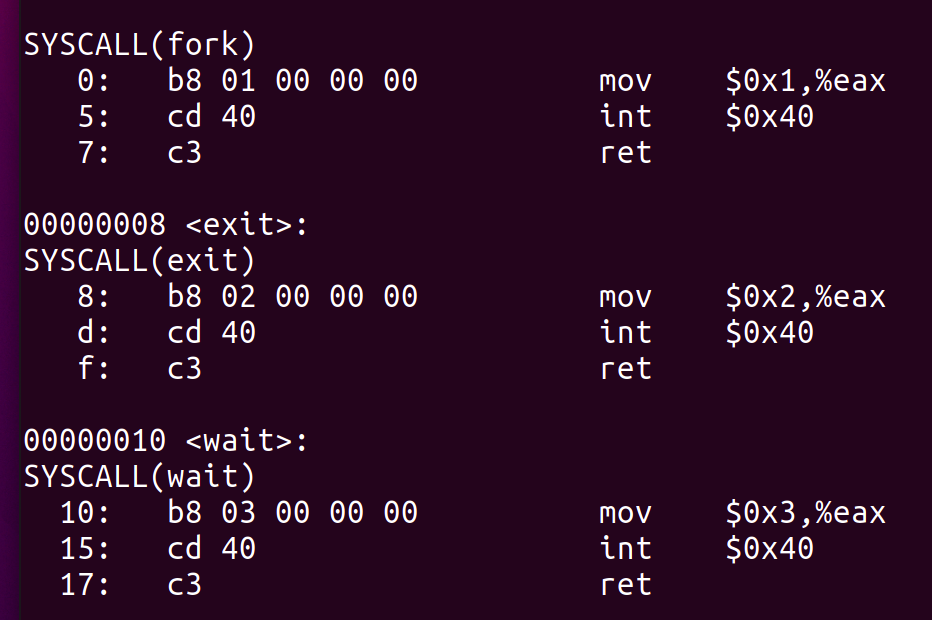 SYSCALL(fork)
   0:   b8 01 00 00 00          mov    $0x1,%eax
   5:   cd 40                   int    $0x40
   7:   c3                      ret
00000008 <exit>:
SYSCALL(exit)
   8:   b8 02 00 00 00          mov    $0x2,%eax
   d:   cd 40                   int    $0x40
   f:   c3                      ret
00000010 <wait>:
SYSCALL(wait)
  10:   b8 03 00 00 00          mov    $0x3,%eax
  15:   cd 40                   int    $0x40
  17:   c3                      ret